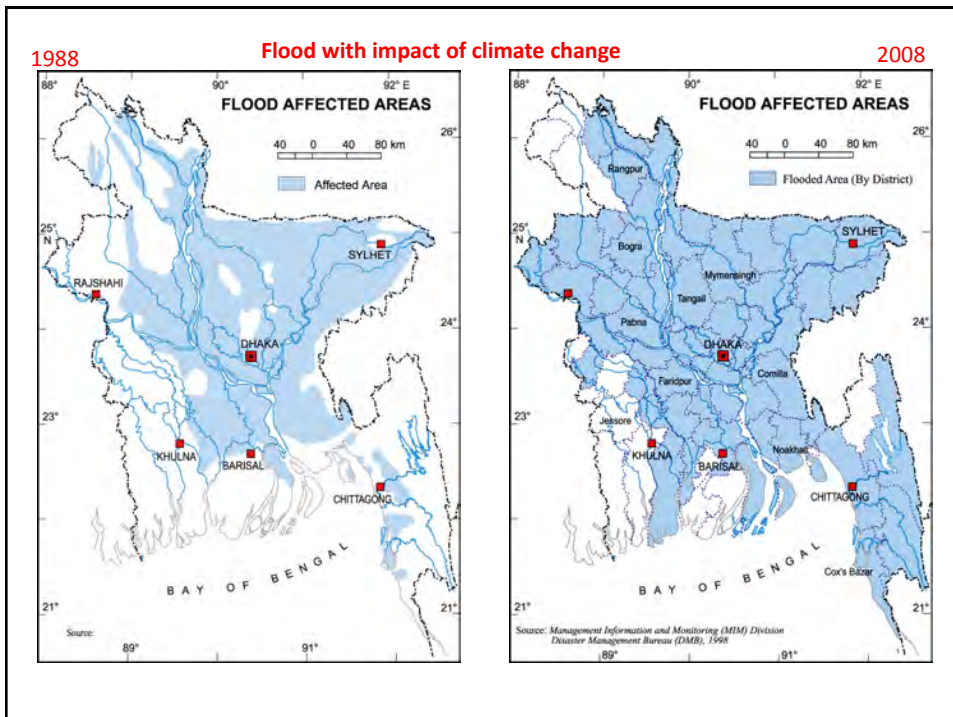 Flood with impact of climate change
1988
2008
88°
90°
92° E
FLOOD AFFECTED AREAS
26°
40 0 40 80 km
Affected Area
25°
N
SYLHET
RAJSHAHI
24°
DHAKA
23°
KHULNA
BARISAL
CHITTAGONG
BAY OF BENGAL
22°
21°
Source:
89°
91°
88°
90°
92° E
FLOOD AFFECTED AREAS
26°
40 0 40 80 km
Rangpur
Flooded Area (By District)
25°
N
SYLHET
Bogra
Mymensingh
Tangail
Pabna
24°
DHAKA
Comilla
Faridpur
23°
Jessore
Noakhali
KHULNA
BARISAL
CHITTAGONG
22°
BAY OF BENGAL
Cox's Bazar
21°
Source: Management Information and Monitoring (MIM) Division
Disaster Management Bureau (DMB), 1998
89°
91°